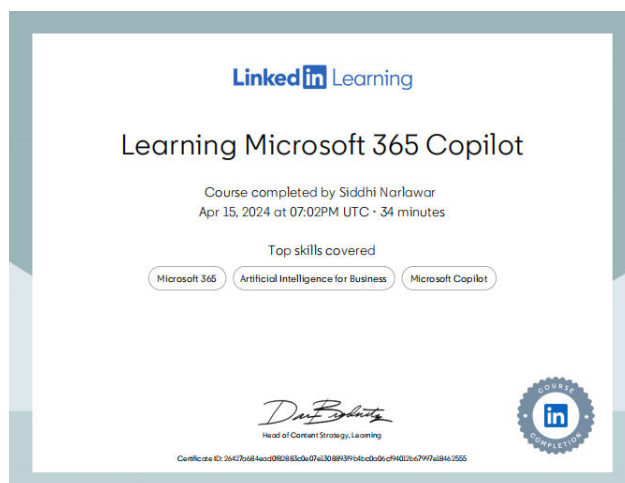 Linked in Learning
Learning Microsoft 365 Copilot
Course completed by Siddhi Narlawar
Apr 15, 2024 at 07:02PM UTC • 34 minutes
Top skills covered
Microsoft 365 Artificial Intelligence for Business Microsoft Copilot
Head of Content Strategy, Learning
COURSE
in
COMPLETION
Certificate ID: